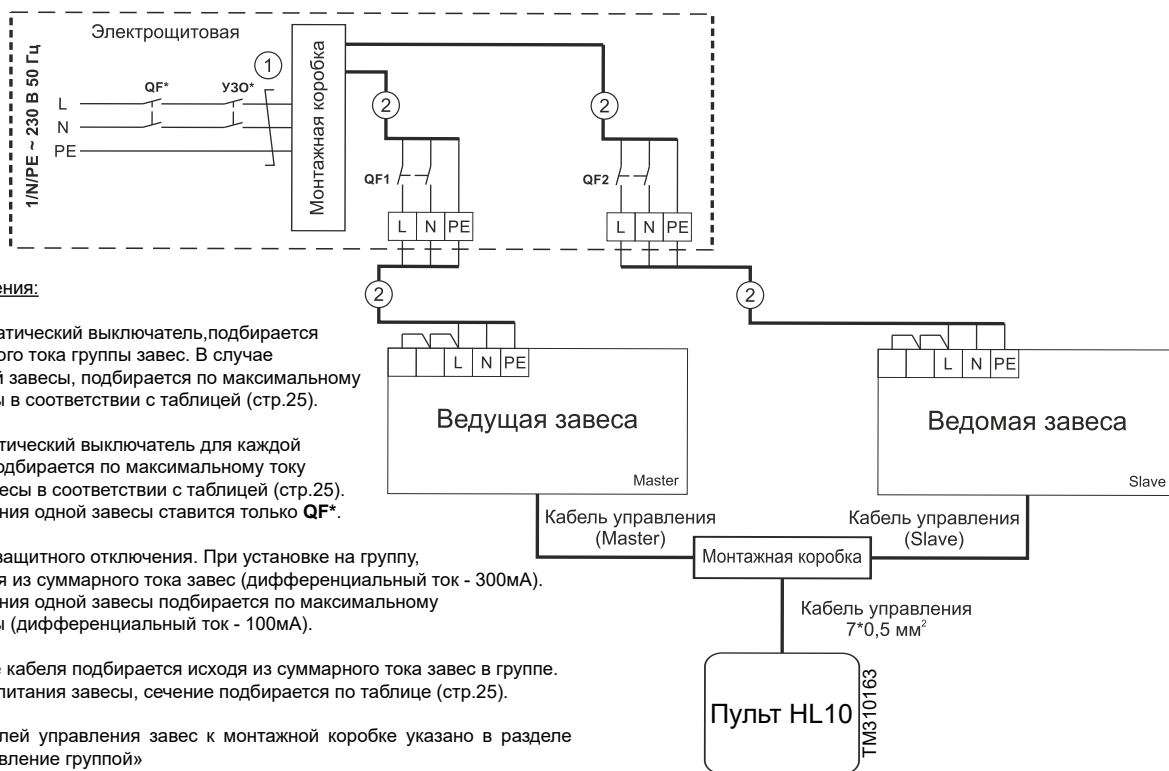 Электрощитовая
1/N/PE ~ 230 В 50 Гц
QF*
УЗО*
1
L
N
PE
Монтажная коробка
2
2
QF1
QF2
L N PE
L N PE
2
2
ения:
атический выключатель,подбирается
ого тока группы завес. В случае
й завесы, подбирается по максимальному
ы в соответствии с таблицей (стр.25).
тический выключатель для каждой
одбирается по максимальному току
есы в соответствии с таблицей (стр.25).
ния одной завесы ставится только QF*.
защитного отключения. При установке на группу,
я из суммарного тока завес (дифференциальный ток - 300мА).
ния одной завесы подбирается по максимальному
ы (дифференциальный ток - 100мА).
е кабеля подбирается исходя из суммарного тока завес в группе.
питания завесы, сечение подбирается по таблице (стр.25).
лей управления завес к монтажной коробке указано в разделе
вление группой»
L N PE
Ведущая завеса
Master
L N PE
Ведомая завеса
Slave
Кабель управления
(Master)
Кабель управления
(Slave)
Монтажная коробка
Кабель управления
7*0,5 мм²
Пульт HL10
TM310163